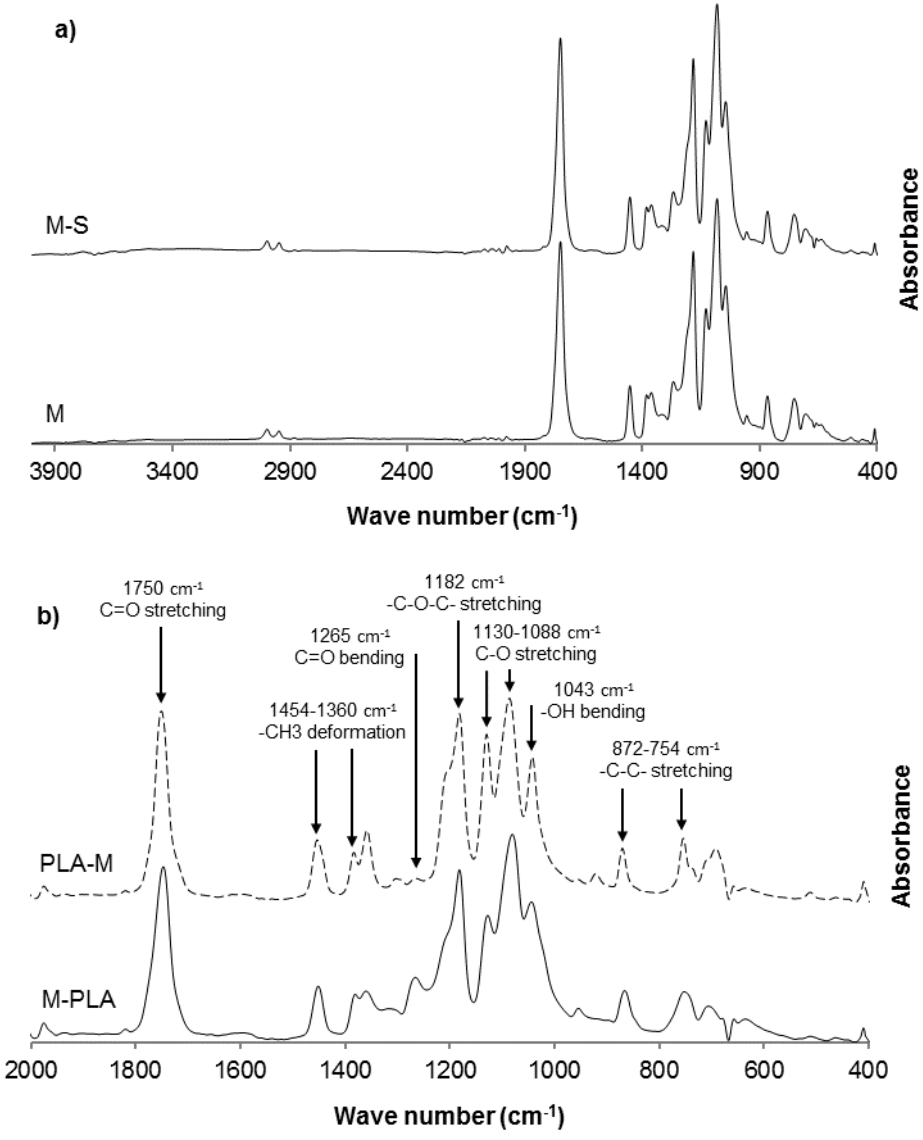 a)
M-S
M
Absorbance
3900 3400 2900 2400 1900 1400 900 400
Wave number (cm-1)
b)
1750 cm-1
C=O stretching
1182 cm-1
-C-O-C- stretching
1265 cm-1
C=O bending
1130-1088 cm-1
C-O stretching
1454-1360 cm-1
-CH3 deformation
1043 cm-1
-OH bending
872-754 cm-1
-C-C- stretching
PLA-M
M-PLA
Absorbance
2000 1800 1600 1400 1200 1000 800 600 400
Wave number (cm-1)